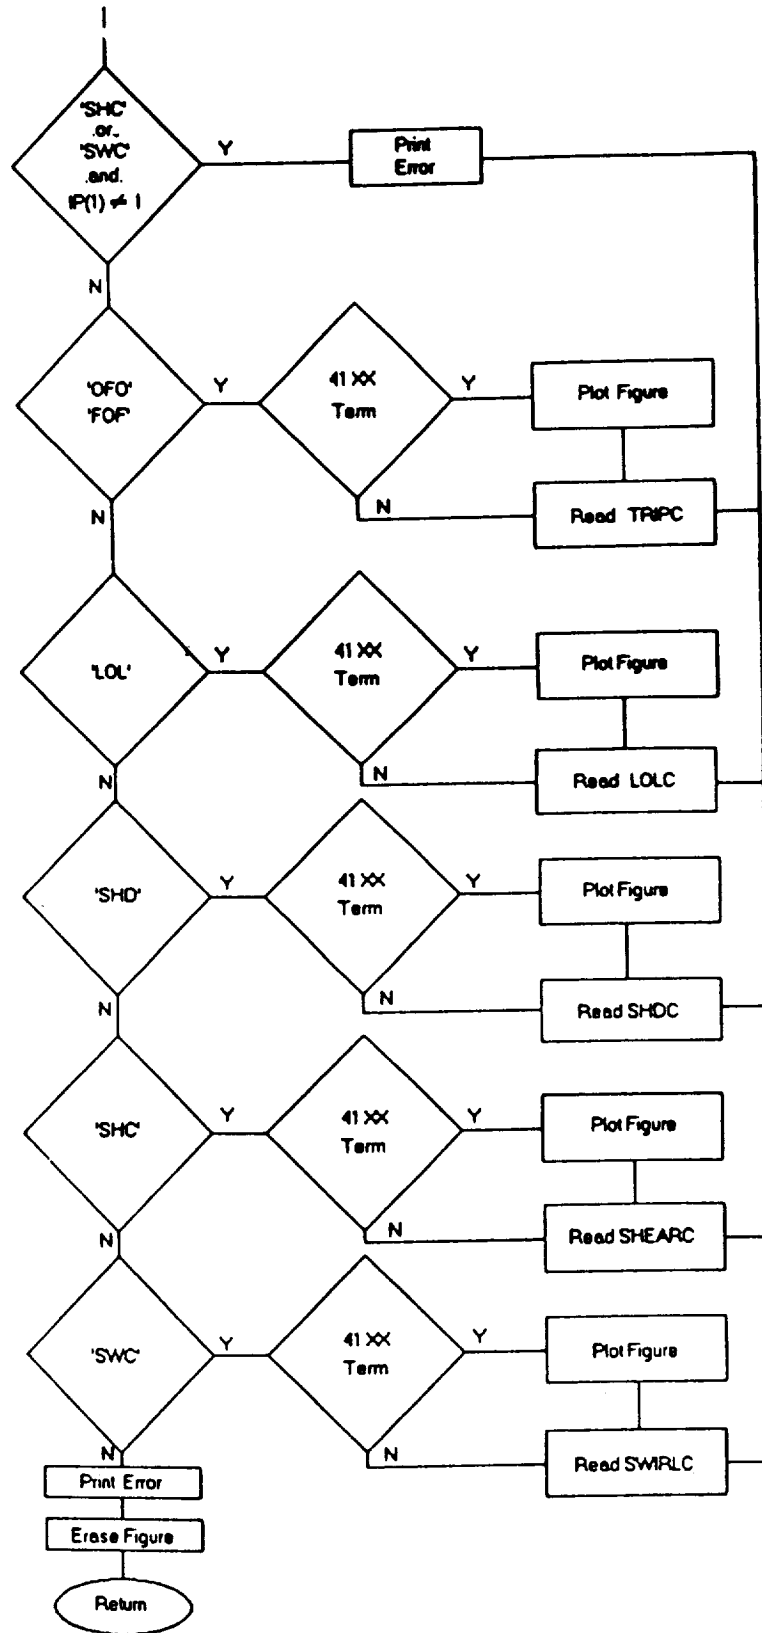 'SHC'
.or.
'SWC'
.and.
IP(1) ≠ 1
Y
Print
Error
N
'OFO'
'FOF'
Y
41 XX
Term
Y
Plot Figure
N
Read TRIPC
N
'LOL'
Y
41 XX
Term
Y
Plot Figure
N
Read LOLC
N
'SHD'
Y
41 XX
Term
Y
Plot Figure
N
Read SHDC
N
'SHC'
Y
41 XX
Term
Y
Plot Figure
N
Read SHEARC
N
'SWC'
Y
41 XX
Term
Y
Plot Figure
N
Read SWIRLC
N
Print Error
Erase Figure
Return